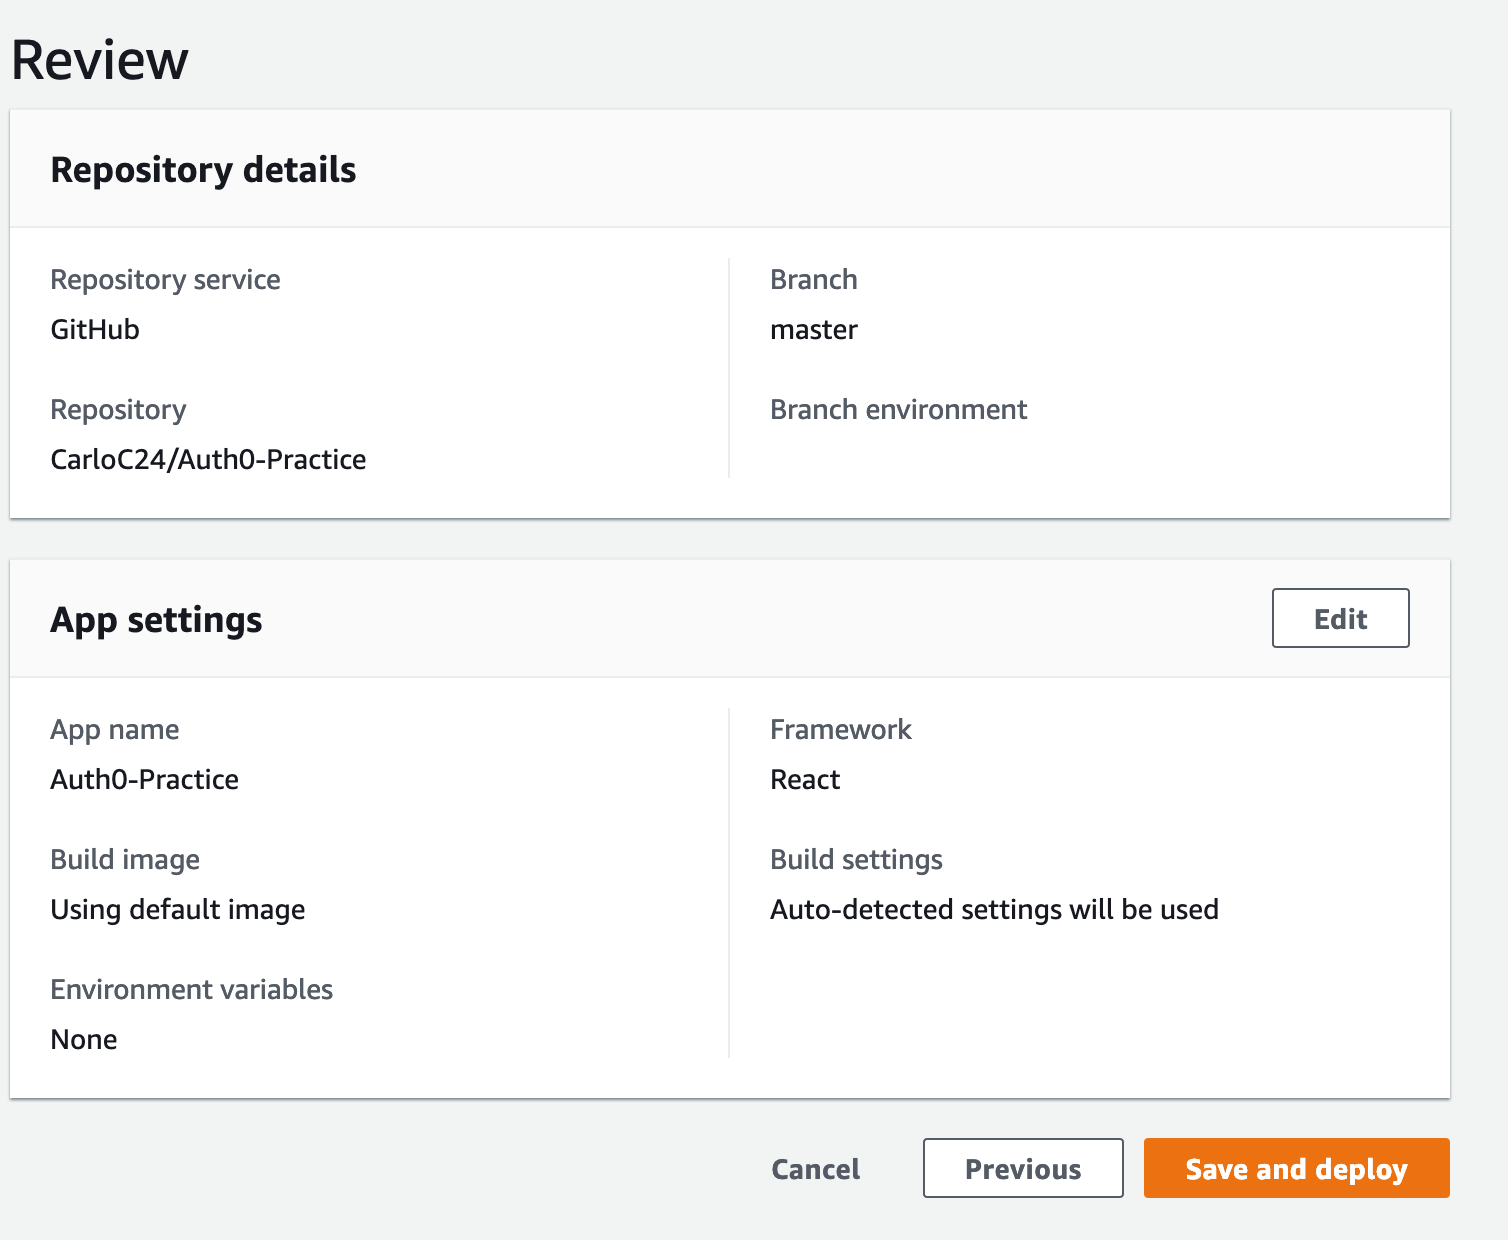 Review
Repository details
Repository service
GitHub
Repository
CarloC24/Auth0-Practice
Branch
master
Branch environment
App settings
Edit
App name
Auth0-Practice
Build image
Using default image
Environment variables
None
Framework
React
Build settings
Auto-detected settings will be used
Cancel
Previous
Save and deploy